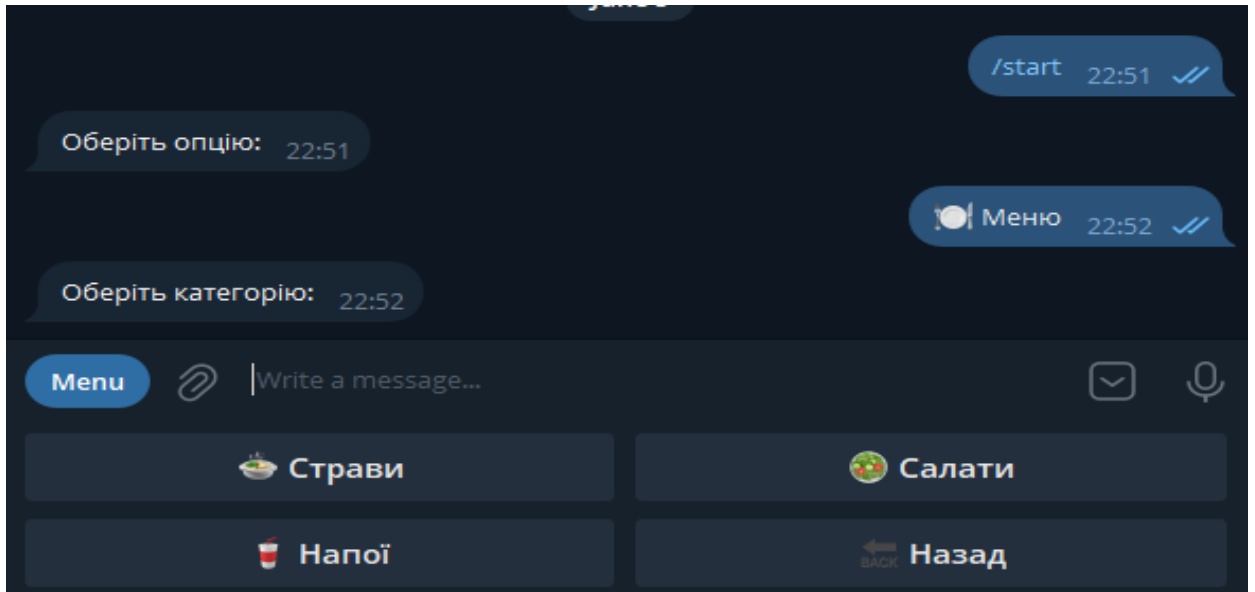 /start 22:51
Оберіть опцію: 22:51
🍽️ Меню 22:52
Оберіть категорію: 22:52
Menu Write a message...
🍲 Страви 🥗 Салати
🥤 Напої 🔙 Назад